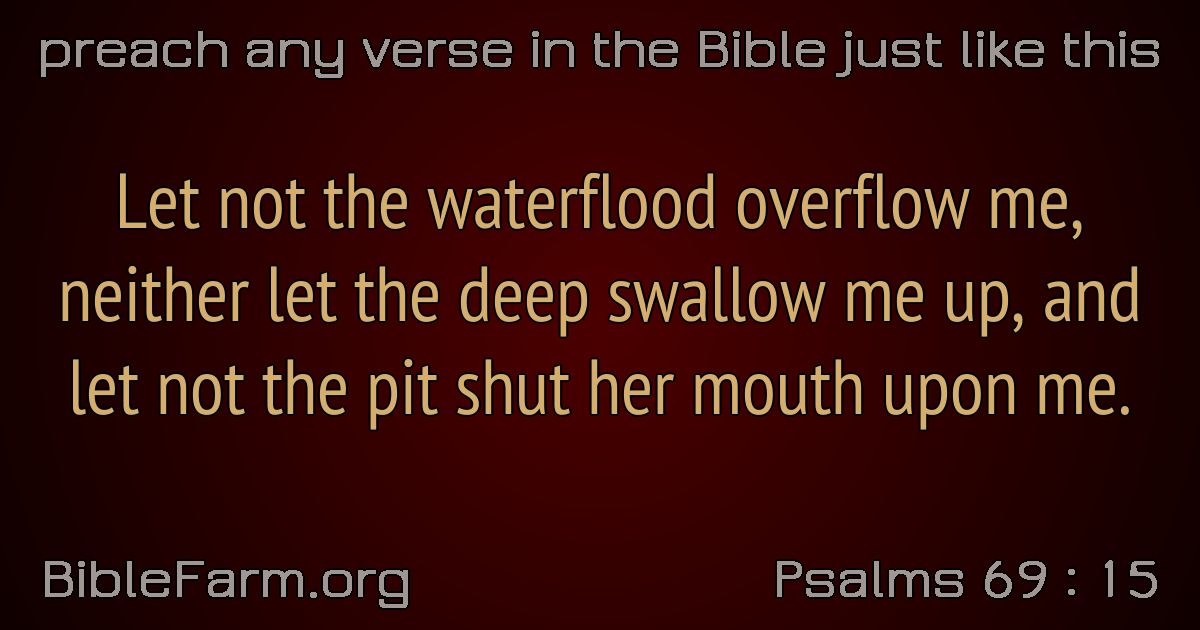 preach any verse in the Bible just like this
Let not the waterflood overflow me,
neither let the deep swallow me up, and
let not the pit shut her mouth upon me.
BibleFarm.org
Psalms 69 : 15